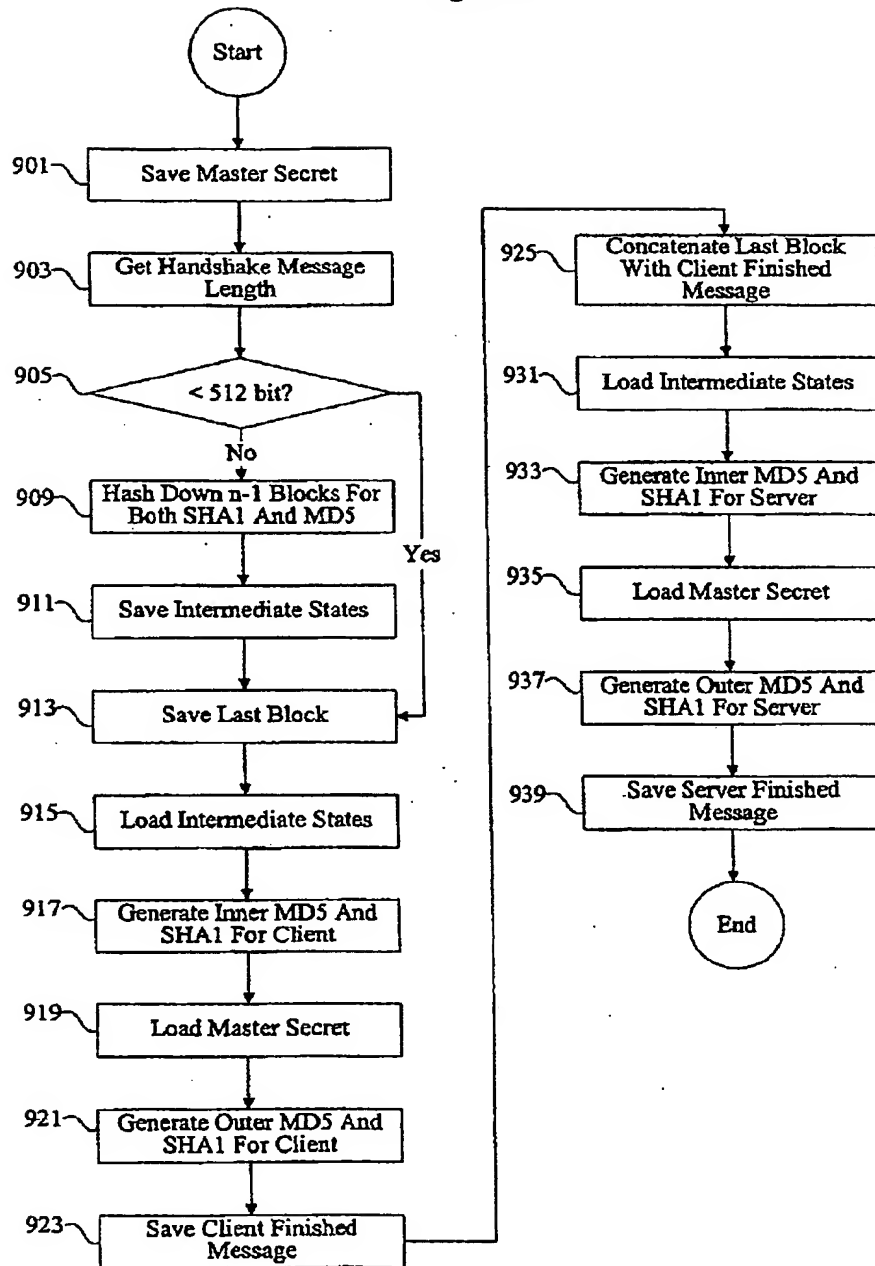 Start
901
Save Master Secret
903
Get Handshake Message
Length
905
< 512 bit?
No
Yes
909
Hash Down n-1 Blocks For
Both SHA1 And MD5
911
Save Intermediate States
913
Save Last Block
915
Load Intermediate States
917
Generate Inner MD5 And
SHA1 For Client
919
Load Master Secret
921
Generate Outer MD5 And
SHA1 For Client
923
Save Client Finished
Message
925
Concatenate Last Block
With Client Finished
Message
931
Load Intermediate States
933
Generate Inner MD5 And
SHA1 For Server
935
Load Master Secret
937
Generate Outer MD5 And
SHA1 For Server
939
Save Server Finished
Message
End